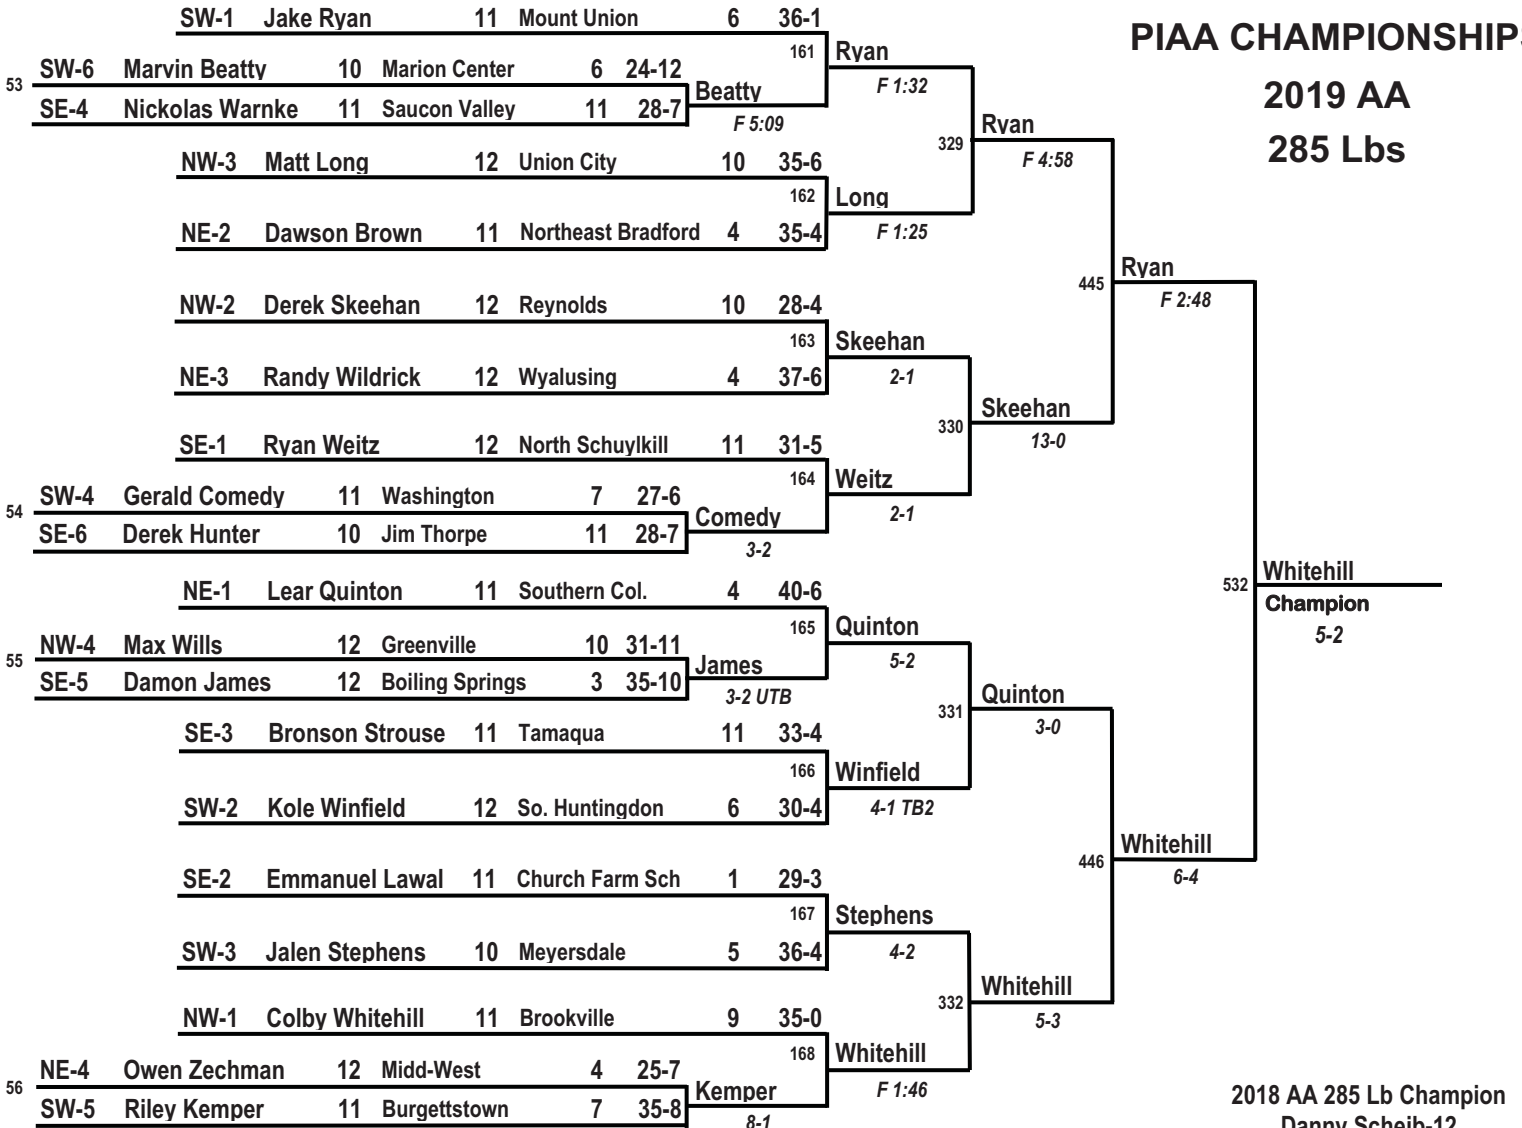 PIAA CHAMPIONSHIPS
2019 AA
285 Lbs
SW-1 Jake Ryan 11 Mount Union 6 36-1
161 Ryan
F 1:32
53 SW-6 Marvin Beatty 10 Marion Center 6 24-12
SE-4 Nickolas Warnke 11 Saucon Valley 11 28-7
Beatty
F 5:09
329 Ryan
F 4:58
NW-3 Matt Long 12 Union City 10 35-6
162 Long
F 1:25
NE-2 Dawson Brown 11 Northeast Bradford 4 35-4
445 Ryan
F 2:48
NW-2 Derek Skeehan 12 Reynolds 10 28-4
163 Skeehan
2-1
NE-3 Randy Wildrick 12 Wyalusing 4 37-6
330 Skeehan
13-0
SE-1 Ryan Weitz 12 North Schuylkill 11 31-5
164 Weitz
2-1
54 SW-4 Gerald Comedy 11 Washington 7 27-6
SE-6 Derek Hunter 10 Jim Thorpe 11 28-7
Comedy
3-2
532 Whitehill
Champion
5-2
NE-1 Lear Quinton 11 Southern Col. 4 40-6
165 Quinton
5-2
55 NW-4 Max Wills 12 Greenville 10 31-11
SE-5 Damon James 12 Boiling Springs 3 35-10
James
3-2 UTB
331 Quinton
3-0
SE-3 Bronson Strouse 11 Tamaqua 11 33-4
166 Winfield
4-1 TB2
SW-2 Kole Winfield 12 So. Huntingdon 6 30-4
446 Whitehill
6-4
SE-2 Emmanuel Lawal 11 Church Farm Sch 1 29-3
167 Stephens
4-2
SW-3 Jalen Stephens 10 Meyersdale 5 36-4
332 Whitehill
5-3
NW-1 Colby Whitehill 11 Brookville 9 35-0
168 Whitehill
F 1:46
56 NE-4 Owen Zechman 12 Midd-West 4 25-7
SW-5 Riley Kemper 11 Burgettstown 7 35-8
Kemper
8-1
2018 AA 285 Lb Champion
Danny Scheib-12